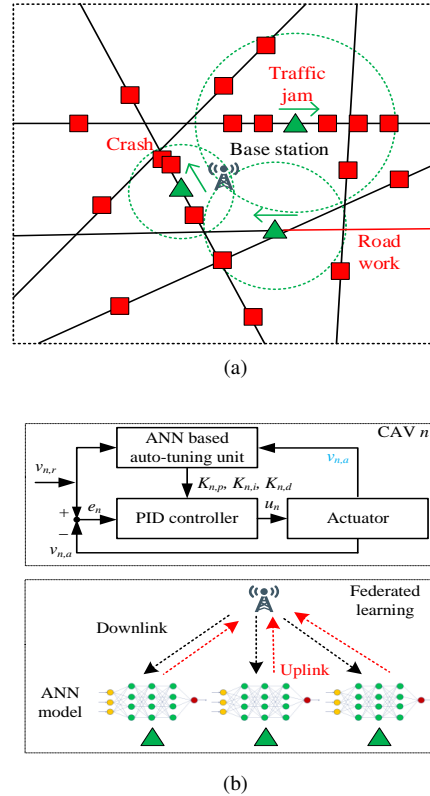 Traffic
jam
Crash
Base station
Road
work
(a)
CAV n
ANN based
auto-tuning unit
v_{n,r}
v_{n,a}
K_{n,p}, K_{n,i}, K_{n,d}
+
e_n
PID controller
u_n
Actuator
−
v_{n,a}
Federated
learning
Downlink
Uplink
ANN
model
(b)